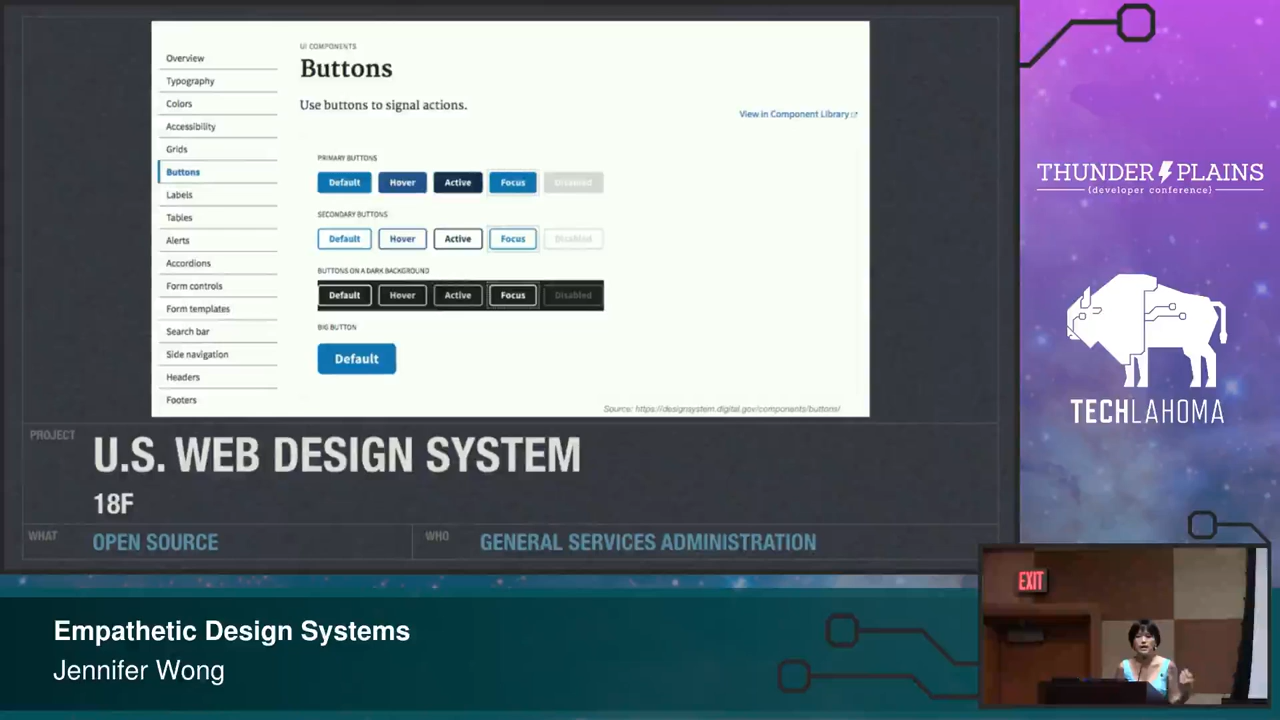 UI COMPONENTS
Buttons
Use buttons to signal actions.
View in Component Library
Overview
Typography
Colors
Accessibility
Grids
Buttons
Labels
Tables
Alerts
Accordions
Form controls
Form templates
Search bar
Side navigation
Headers
Footers
PRIMARY BUTTONS
Default Hover Active Focus Disabled
SECONDARY BUTTONS
Default Hover Active Focus Disabled
BUTTONS ON A DARK BACKGROUND
Default Hover Active Focus Disabled
BIG BUTTON
Default
Source: https://designsystem.digital.gov/components/buttons/
PROJECT
U.S. WEB DESIGN SYSTEM
18F
WHAT
OPEN SOURCE
WHO
GENERAL SERVICES ADMINISTRATION
THUNDER PLAINS
{developer conference}
TECHLAHOMA
EXIT
Empathetic Design Systems
Jennifer Wong